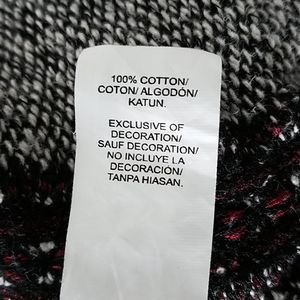 100% COTTON/
COTON/ ALGODÓN/
KATUN.
EXCLUSIVE OF
DECORATION/
SAUF DECORATION/
NO INCLUYE LA
DECORACIÓN/
TANPA HIASAN.